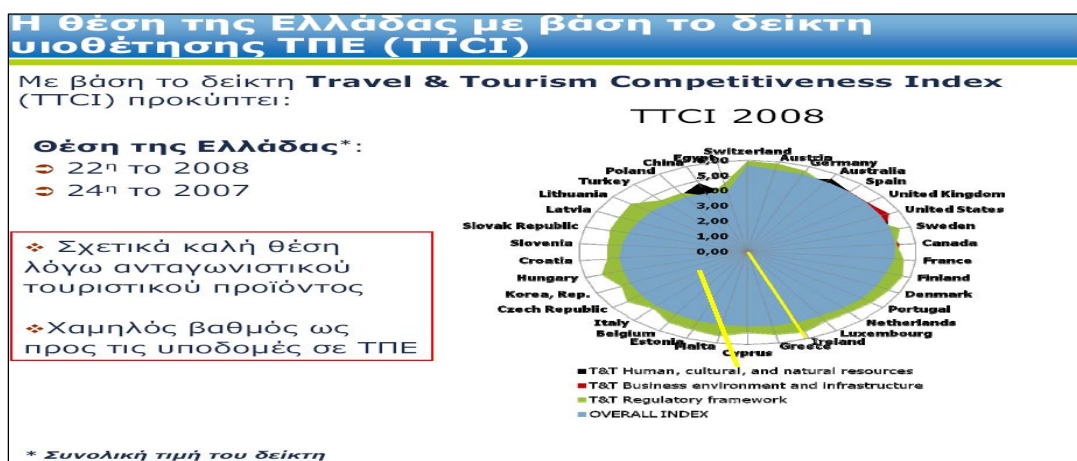 Η θέση της Ελλάδας με βάση το δείκτη
υιοθέτησης ΤΠΕ (TTCI)
Με βάση το δείκτη Travel & Tourism Competitiveness Index
(TTCI) προκύπτει:
Θέση της Ελλάδας*:
22η το 2008
24η το 2007
Σχετικά καλή θέση
λόγω ανταγωνιστικού
τουριστικού προϊόντος
Χαμηλός βαθμός ως
προς τις υποδομές σε ΤΠΕ
* Συνολική τιμή του δείκτη
TTCI 2008
Switzerland
Austria
Germany
Australia
Spain
United Kingdom
United States
Sweden
Canada
France
Finland
Denmark
Portugal
Netherlands
Luxembourg
Ireland
Greece
Cyprus
Malta
Estonia
Belgium
Italy
Czech Republic
Korea, Rep.
Hungary
Croatia
Slovenia
Slovak Republic
Latvia
Lithuania
Turkey
Poland
China
Egypt
5,00
4,00
3,00
2,00
1,00
0,00
T&T Human, cultural, and natural resources
T&T Business environment and infrastructure
T&T Regulatory framework
OVERALL INDEX